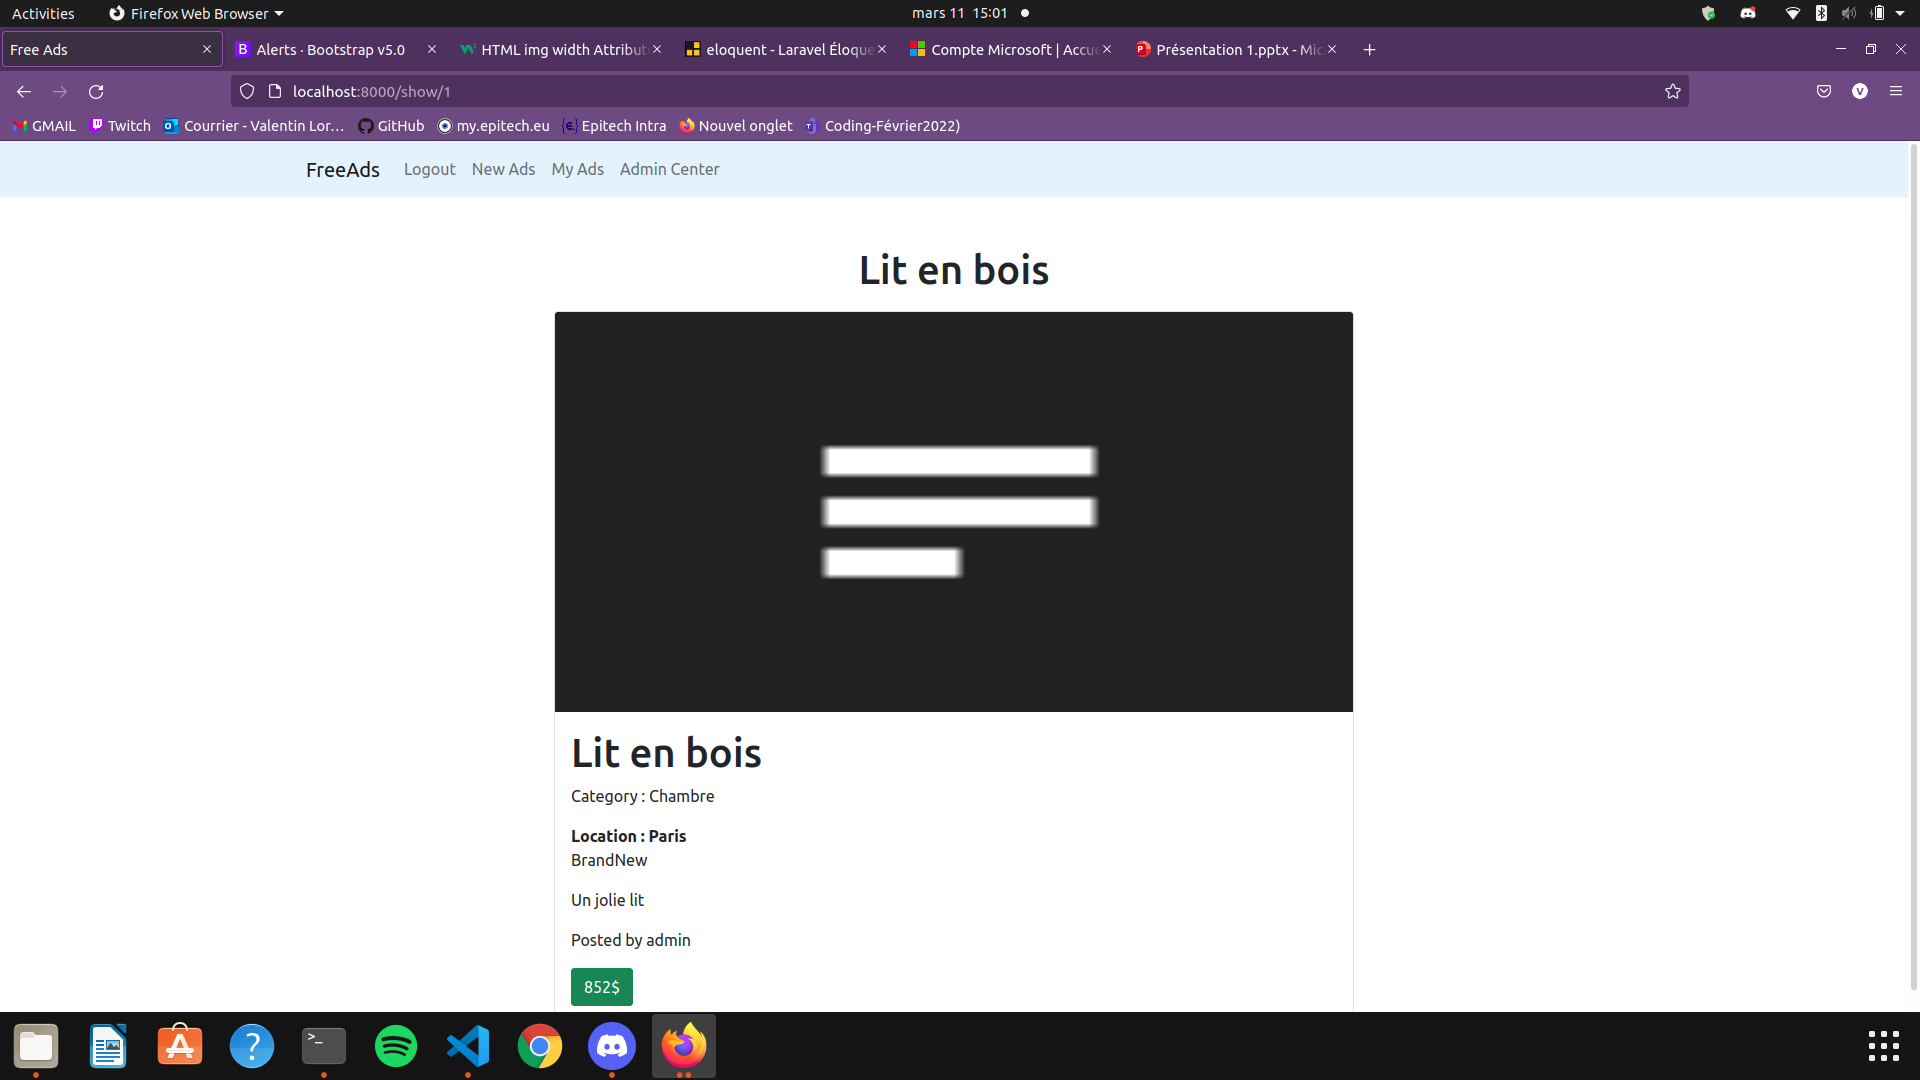 Activities Firefox Web Browser mars 11 15:01
Free Ads Alerts · Bootstrap v5.0 HTML img width Attribut eloquent - Laravel Éloque Compte Microsoft | Accue Présentation 1.pptx - Mic
localhost:8000/show/1 V
GMAIL Twitch Courrier - Valentin Lor... GitHub my.epitech.eu Epitech Intra Nouvel onglet Coding-Février2022)
FreeAds Logout New Ads My Ads Admin Center
Lit en bois
Lit en bois
Category : Chambre
Location : Paris
BrandNew
Un jolie lit
Posted by admin
852$